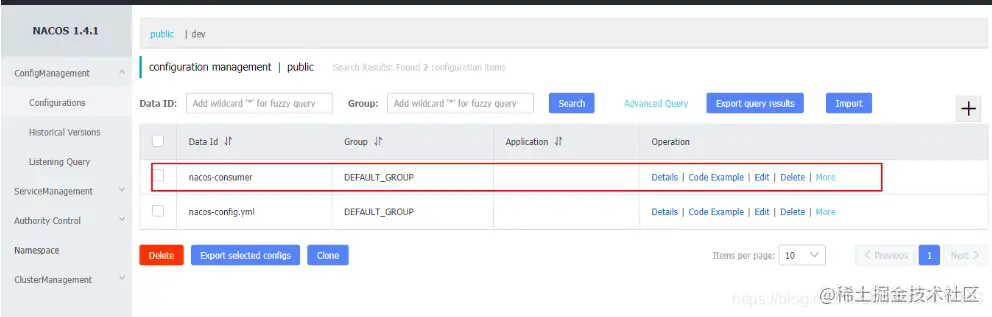 NACOS 1.4.1
public | dev
configuration management | public Search Results: Found 2 configuration items
ConfigManagement
Configurations
Historical Versions
Listening Query
ServiceManagement
Authority Control
Namespace
ClusterManagement
Data ID: Add wildcard '*' for fuzzy query Group: Add wildcard '*' for fuzzy query Search Advanced Query Export query results Import
Data Id Group Application Operation
nacos-consumer DEFAULT_GROUP Details | Code Example | Edit | Delete | More
nacos-config.yml DEFAULT_GROUP Details | Code Example | Edit | Delete | More
Delete Export selected configs Clone Items per page: 10 < Previous 1 Next >
https://blog.
@稀土掘金技术社区